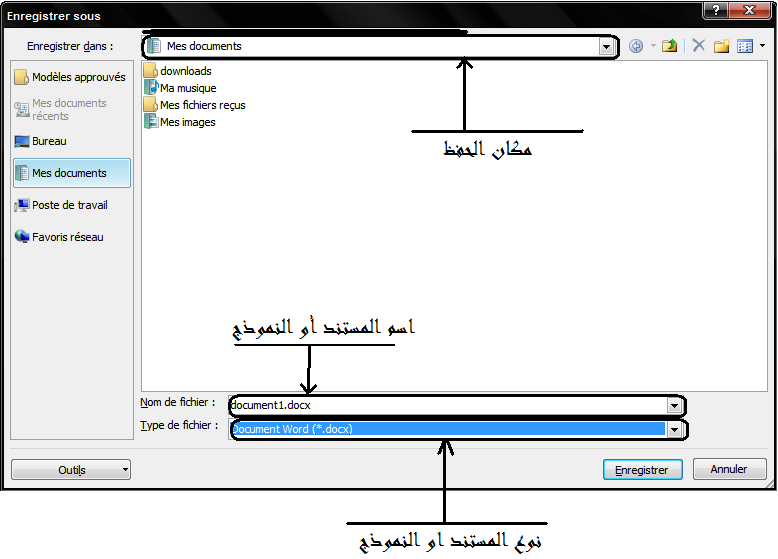 Enregistrer sous
Enregistrer dans :
Mes documents
Modèles approuvés
Mes documents
récents
Bureau
Mes documents
Poste de travail
Favoris réseau
downloads
Ma musique
Mes fichiers reçus
Mes images
مكان الحفظ
اسم المستند أو النموذج
Nom de fichier :
document1.docx
Type de fichier :
Document Word (*.docx)
Outils
Enregistrer
Annuler
نوع المستند او النموذج